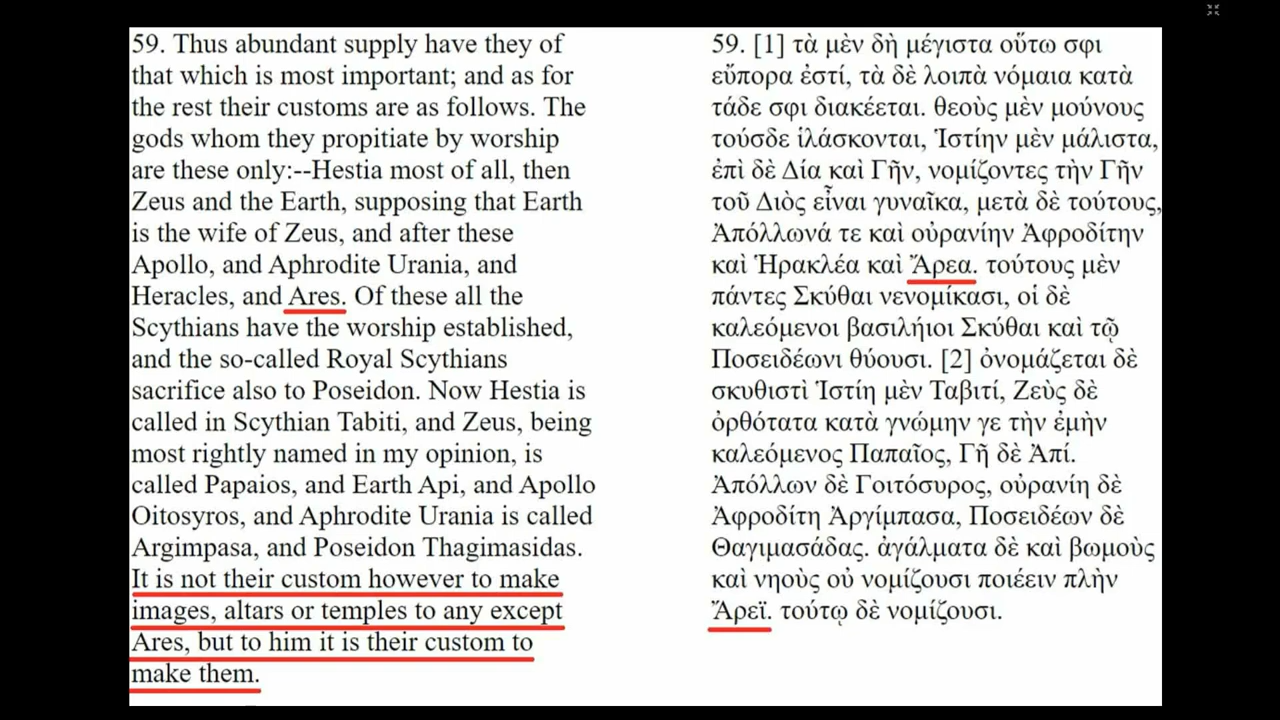 59. Thus abundant supply have they of
that which is most important; and as for
the rest their customs are as follows. The
gods whom they propitiate by worship
are these only:--Hestia most of all, then
Zeus and the Earth, supposing that Earth
is the wife of Zeus, and after these
Apollo, and Aphrodite Urania, and
Heracles, and Ares. Of these all the
Scythians have the worship established,
and the so-called Royal Scythians
sacrifice also to Poseidon. Now Hestia is
called in Scythian Tabiti, and Zeus, being
most rightly named in my opinion, is
called Papaios, and Earth Api, and Apollo
Oitosyros, and Aphrodite Urania is called
Argimpasa, and Poseidon Thagimasidas.
It is not their custom however to make
images, altars or temples to any except
Ares, but to him it is their custom to
make them.
59. [1] τὰ μὲν δὴ μέγιστα οὕτω σφι
εὔπορα ἐστί, τὰ δὲ λοιπὰ νόμαια κατὰ
τάδε σφι διακέεται. θεοὺς μὲν μούνους
τούσδε ἱλάσκονται, Ἱστίην μὲν μάλιστα,
ἐπὶ δὲ Δία καὶ Γῆν, νομίζοντες τὴν Γῆν
τοῦ Διὸς εἶναι γυναῖκα, μετὰ δὲ τούτους,
Ἀπόλλωνά τε καὶ οὐρανίην Ἀφροδίτην
καὶ Ἡρακλέα καὶ Ἄρεα. τούτους μὲν
πάντες Σκύθαι νενομίκασι, οἱ δὲ
καλεόμενοι βασιλήιοι Σκύθαι καὶ τῷ
Ποσειδέωνι θύουσι. [2] ὀνομάζεται δὲ
σκυθιστὶ Ἱστίη μὲν Ταβιτί, Ζεὺς δὲ
ὀρθότατα κατὰ γνώμην γε τὴν ἐμὴν
καλεόμενος Παπαῖος, Γῆ δὲ Ἀπί.
Ἀπόλλων δὲ Γοιτόσυρος, οὐρανίη δὲ
Ἀφροδίτη Ἀργίμπασα, Ποσειδέων δὲ
Θαγιμασάδας. ἀγάλματα δὲ καὶ βωμοὺς
καὶ νηοὺς οὐ νομίζουσι ποιέειν πλὴν
Ἄρεϊ. τούτῳ δὲ νομίζουσι.